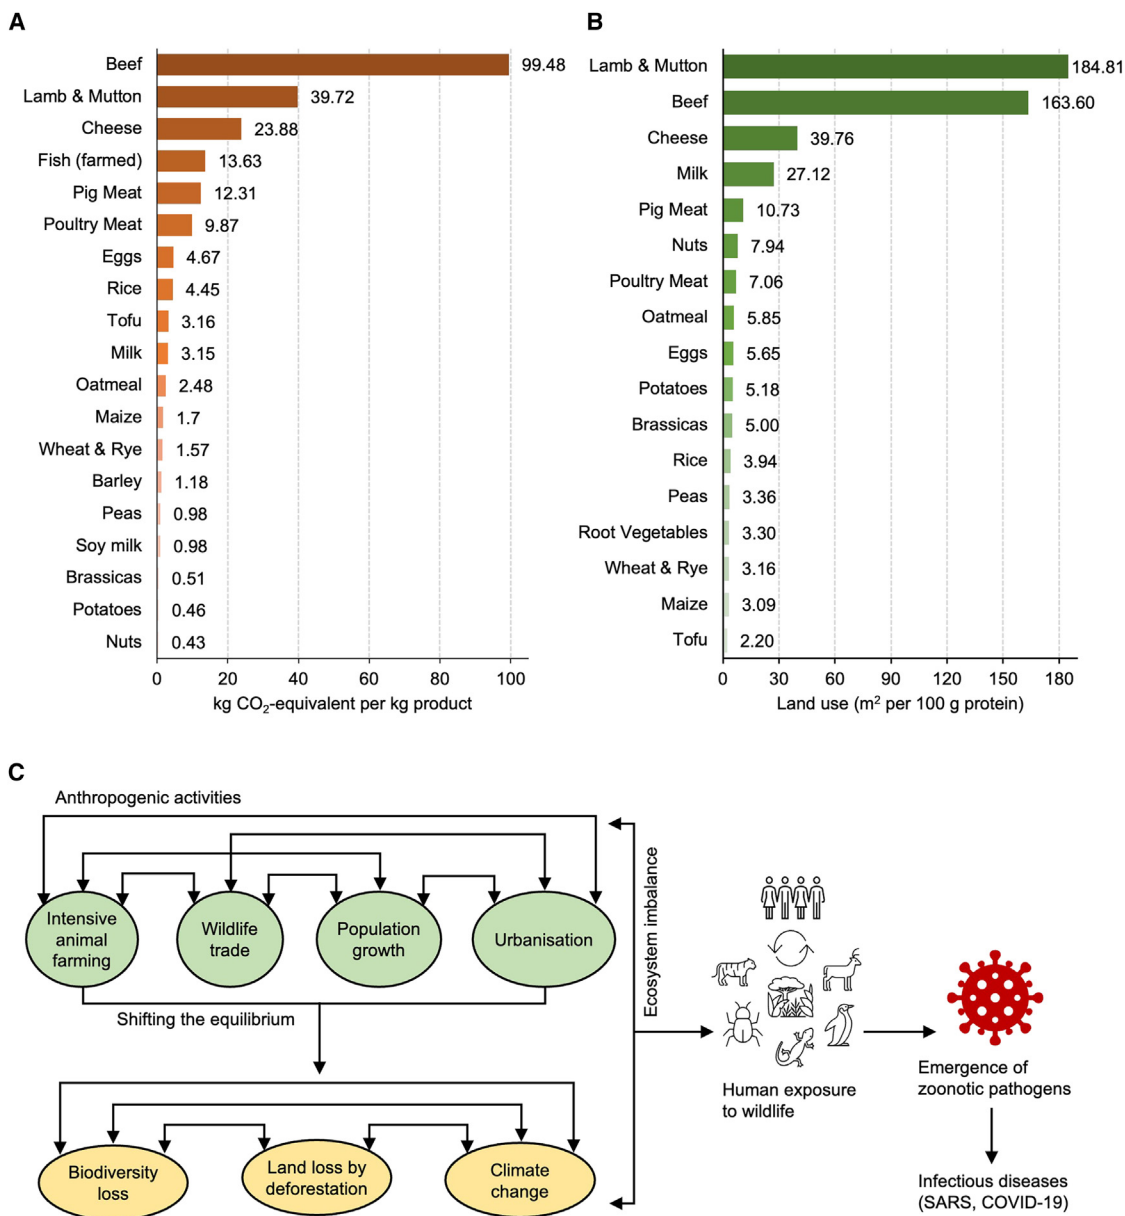 A
Beef 99.48
Lamb & Mutton 39.72
Cheese 23.88
Fish (farmed) 13.63
Pig Meat 12.31
Poultry Meat 9.87
Eggs 4.67
Rice 4.45
Tofu 3.16
Milk 3.15
Oatmeal 2.48
Maize 1.7
Wheat & Rye 1.57
Barley 1.18
Peas 0.98
Soy milk 0.98
Brassicas 0.51
Potatoes 0.46
Nuts 0.43
0 20 40 60 80 100
kg CO₂-equivalent per kg product
B
Lamb & Mutton 184.81
Beef 163.60
Cheese 39.76
Milk 27.12
Pig Meat 10.73
Nuts 7.94
Poultry Meat 7.06
Oatmeal 5.85
Eggs 5.65
Potatoes 5.18
Brassicas 5.00
Rice 3.94
Peas 3.36
Root Vegetables 3.30
Wheat & Rye 3.16
Maize 3.09
Tofu 2.20
0 30 60 90 120 150 180
Land use (m² per 100 g protein)
C
Anthropogenic activities
Intensive
animal
farming
Wildlife
trade
Population
growth
Urbanisation
Shifting the equilibrium
Biodiversity
loss
Land loss by
deforestation
Climate
change
Ecosystem imbalance
Human exposure
to wildlife
Emergence of
zoonotic pathogens
Infectious diseases
(SARS, COVID-19)